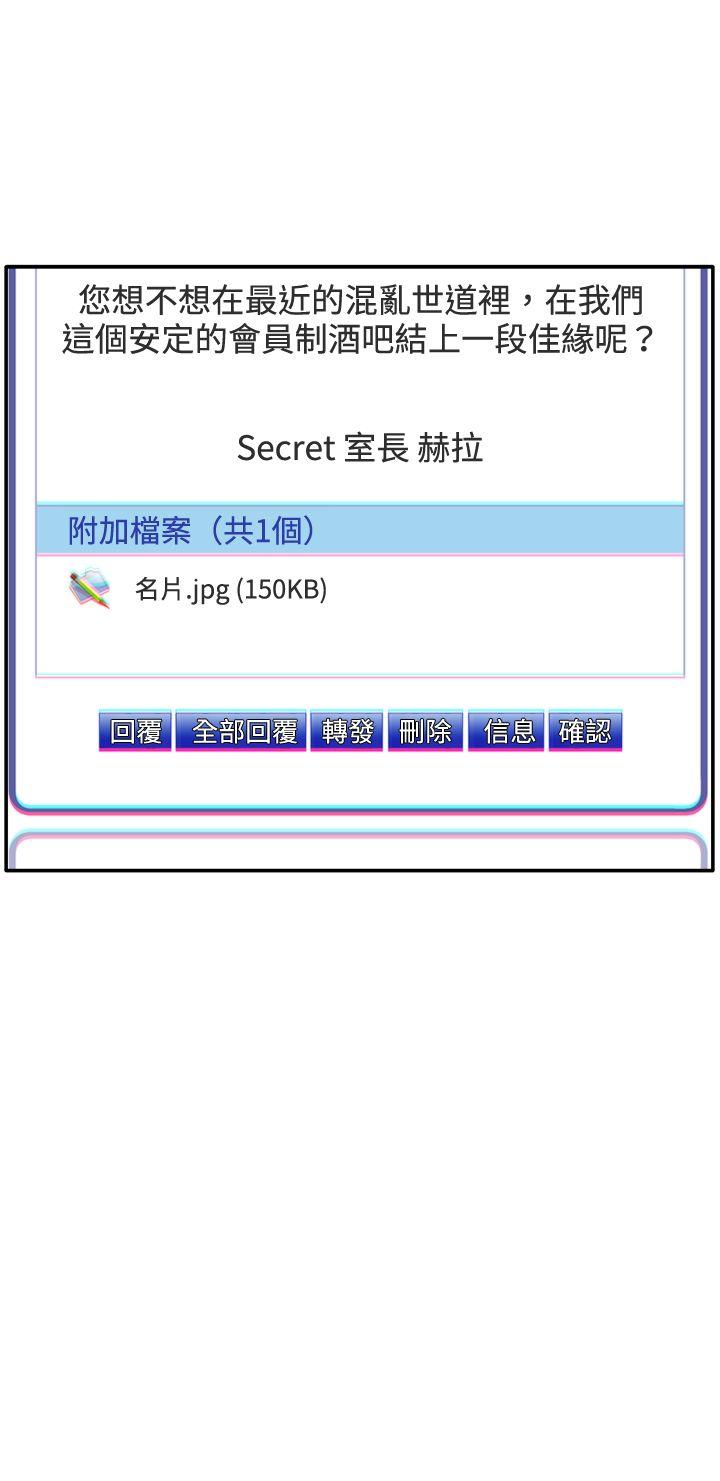 您想不想在最近的混亂世道裡，在我們
這個安定的會員制酒吧結上一段佳緣呢？
Secret 室長 赫拉
附加檔案（共1個）
名片.jpg (150KB)
回覆 全部回覆 轉發 刪除 信息 確認